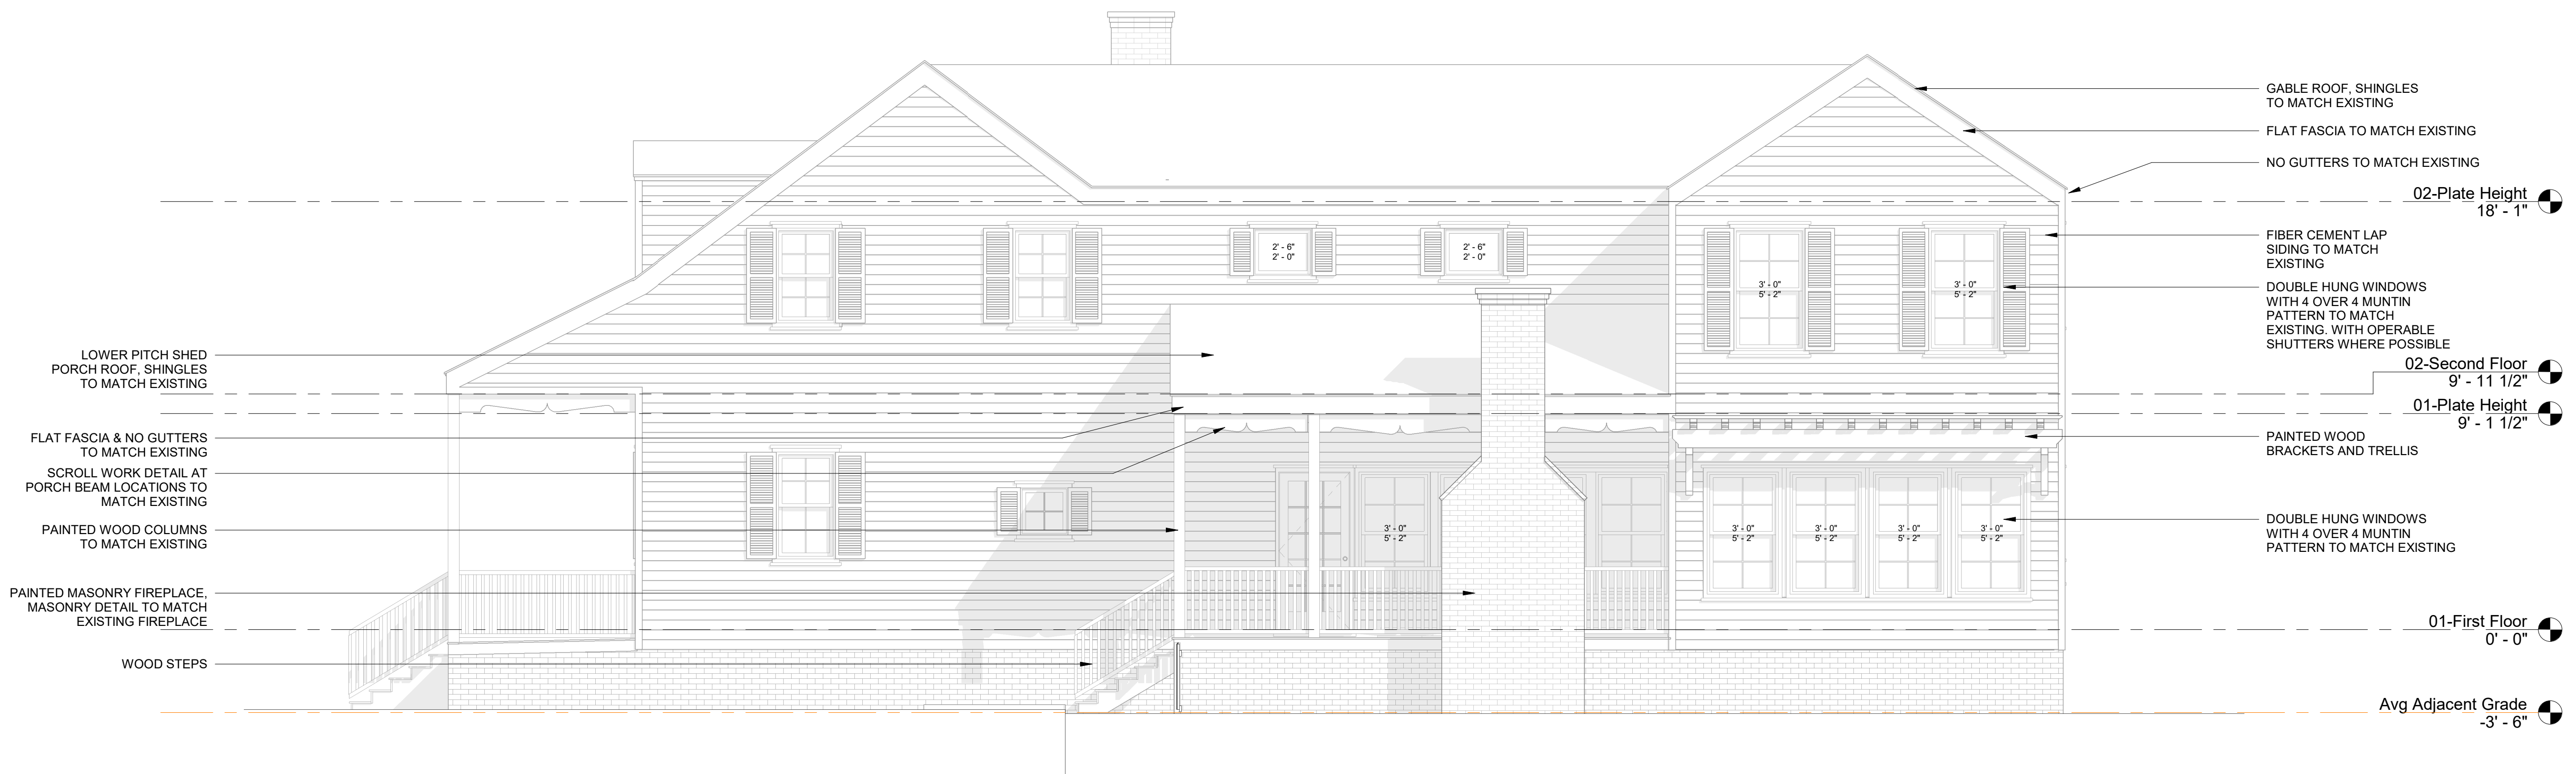 GABLE ROOF, SHINGLES
TO MATCH EXISTING
FLAT FASCIA TO MATCH EXISTING
NO GUTTERS TO MATCH EXISTING
02-Plate Height
18' - 1"
FIBER CEMENT LAP
SIDING TO MATCH
EXISTING
2' - 6"
2' - 0"
2' - 6"
2' - 0"
3' - 0"
5' - 2"
3' - 0"
5' - 2"
DOUBLE HUNG WINDOWS
WITH 4 OVER 4 MUNTIN
PATTERN TO MATCH
EXISTING. WITH OPERABLE
SHUTTERS WHERE POSSIBLE
LOWER PITCH SHED
PORCH ROOF, SHINGLES
TO MATCH EXISTING
02-Second Floor
9' - 11 1/2"
01-Plate Height
9' - 1 1/2"
FLAT FASCIA & NO GUTTERS
TO MATCH EXISTING
PAINTED WOOD
BRACKETS AND TRELLIS
SCROLL WORK DETAIL AT
PORCH BEAM LOCATIONS TO
MATCH EXISTING
PAINTED WOOD COLUMNS
TO MATCH EXISTING
3' - 0"
5' - 2"
3' - 0"
5' - 2"
3' - 0"
5' - 2"
3' - 0"
5' - 2"
3' - 0"
5' - 2"
DOUBLE HUNG WINDOWS
WITH 4 OVER 4 MUNTIN
PATTERN TO MATCH EXISTING
PAINTED MASONRY FIREPLACE,
MASONRY DETAIL TO MATCH
EXISTING FIREPLACE
01-First Floor
0' - 0"
WOOD STEPS
Avg Adjacent Grade
-3' - 6"